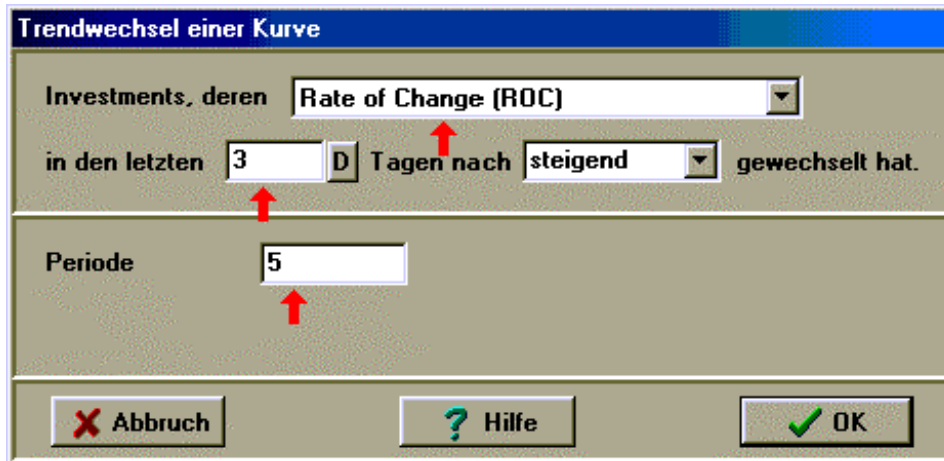 Trendwechsel einer Kurve
Investments, deren Rate of Change (ROC)
in den letzten 3 D Tagen nach steigend gewechselt hat.
Periode 5
Abbruch ? Hilfe OK